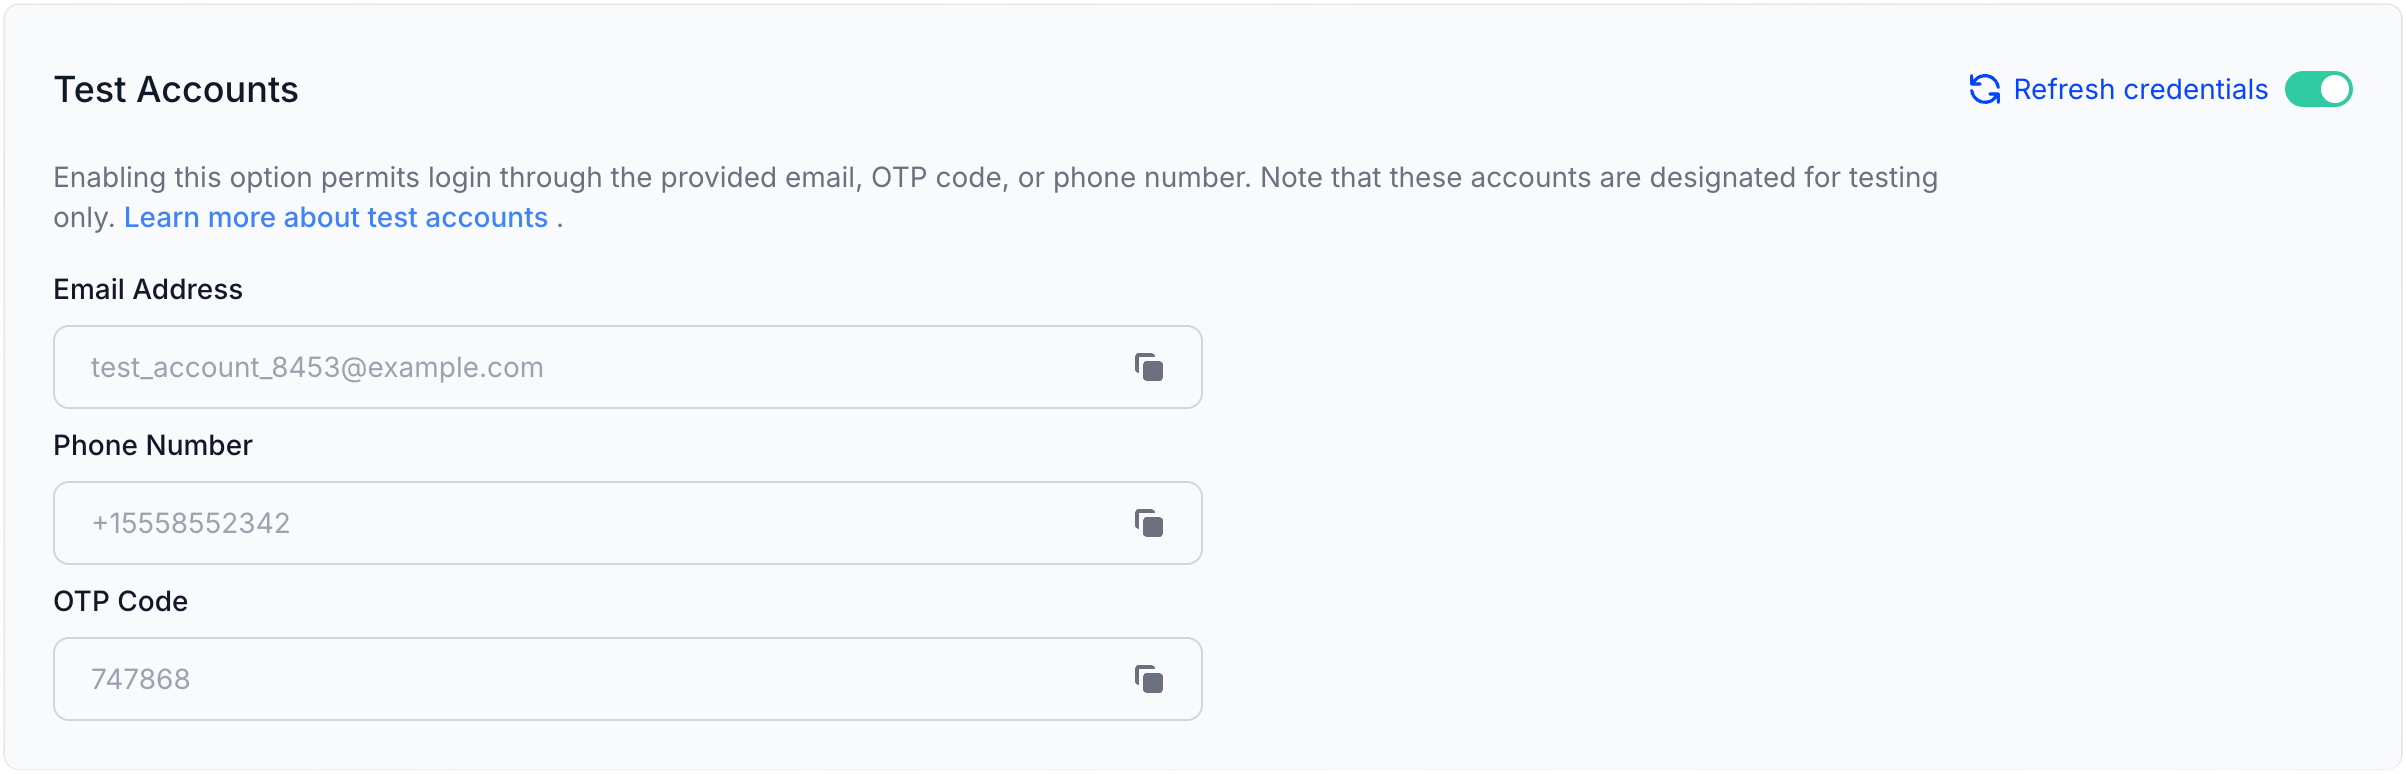 Test Accounts
Refresh credentials
Enabling this option permits login through the provided email, OTP code, or phone number. Note that these accounts are designated for testing
only. Learn more about test accounts .
Email Address
test_account_8453@example.com
Phone Number
+15558552342
OTP Code
747868